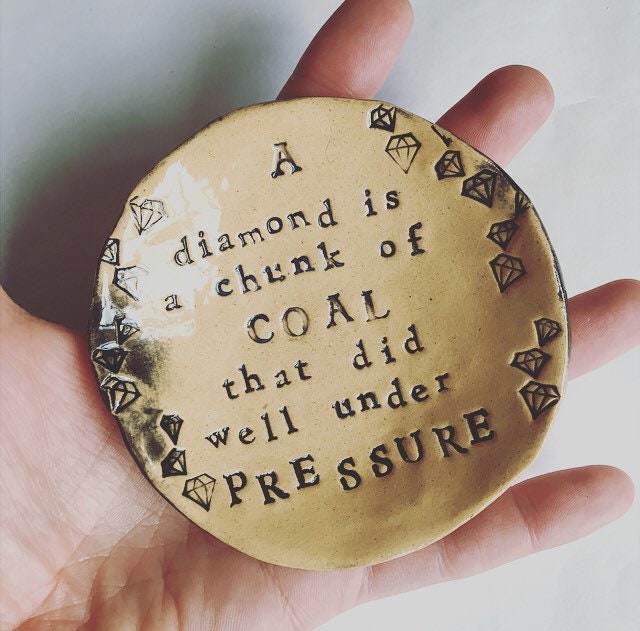 A
diamond is
a chunk of
COAL
that did
well under
PRESSURE